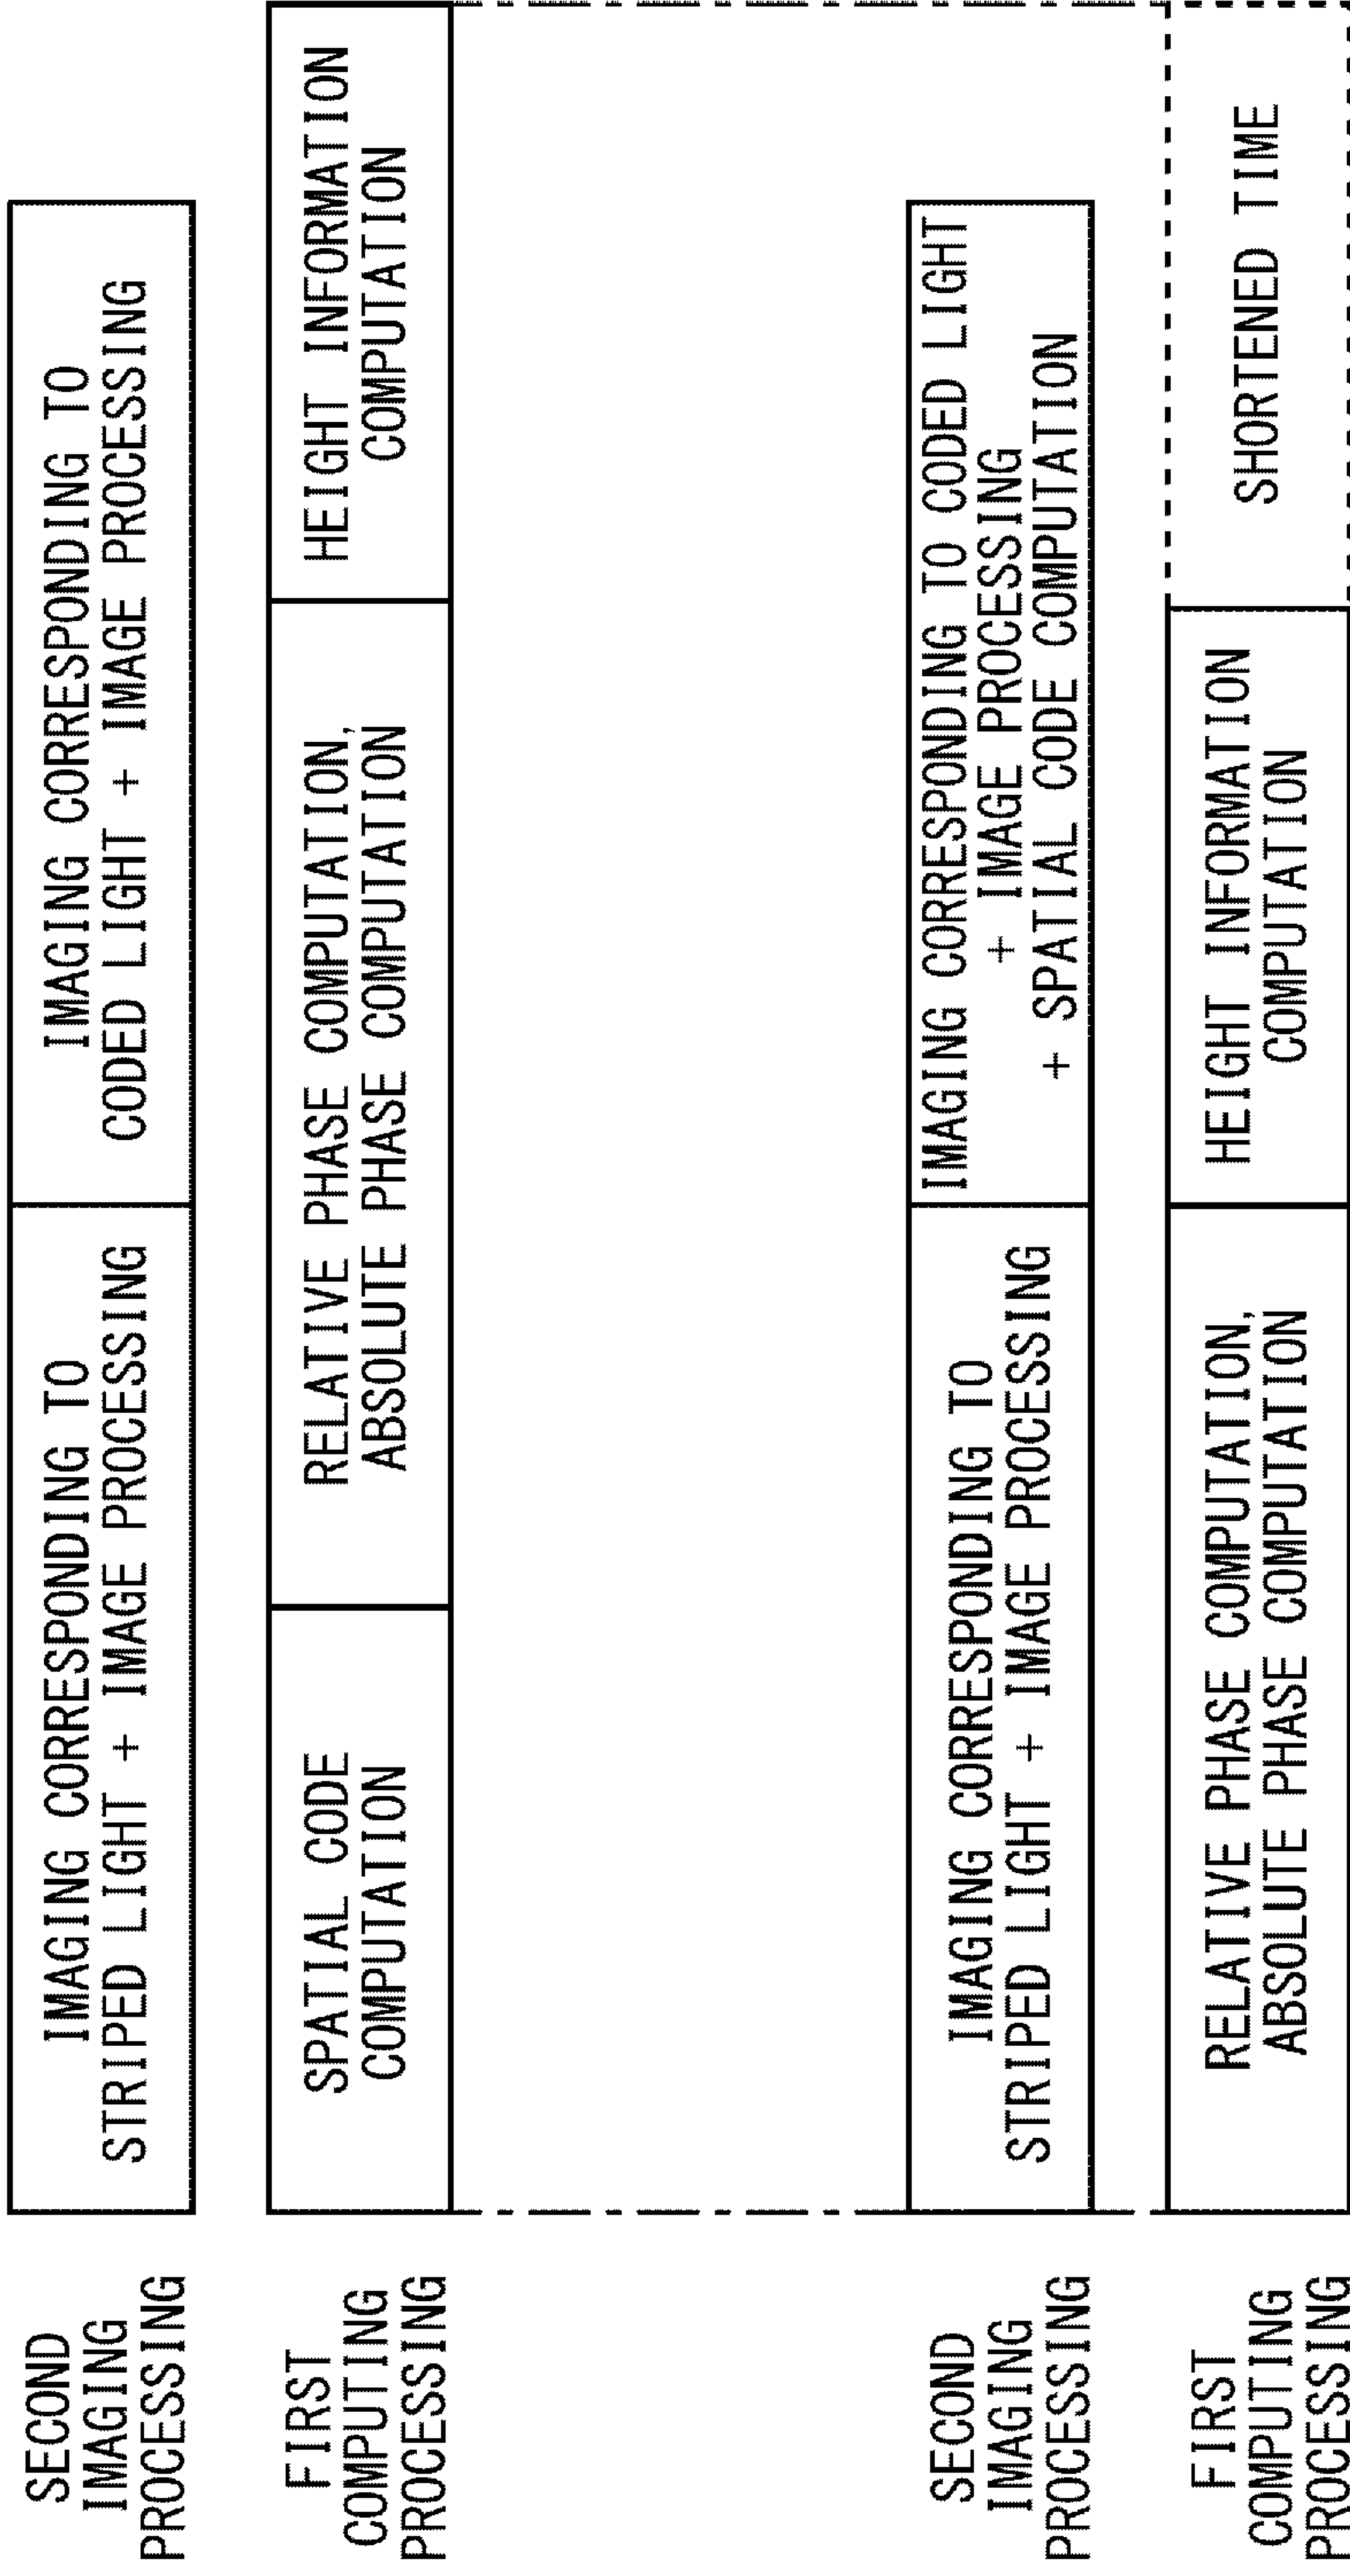 SECOND
IMAGING
PROCESSING
IMAGING CORRESPONDING TO
STRIPED LIGHT + IMAGE PROCESSING
IMAGING CORRESPONDING TO
CODED LIGHT + IMAGE PROCESSING
FIRST
COMPUTING
PROCESSING
SPATIAL CODE
COMPUTATION
RELATIVE PHASE COMPUTATION,
ABSOLUTE PHASE COMPUTATION
HEIGHT INFORMATION
COMPUTATION
SECOND
IMAGING
PROCESSING
IMAGING CORRESPONDING TO
STRIPED LIGHT + IMAGE PROCESSING
IMAGING CORRESPONDING TO CODED LIGHT
+ IMAGE PROCESSING
+ SPATIAL CODE COMPUTATION
FIRST
COMPUTING
PROCESSING
RELATIVE PHASE COMPUTATION,
ABSOLUTE PHASE COMPUTATION
HEIGHT INFORMATION
COMPUTATION
SHORTENED TIME